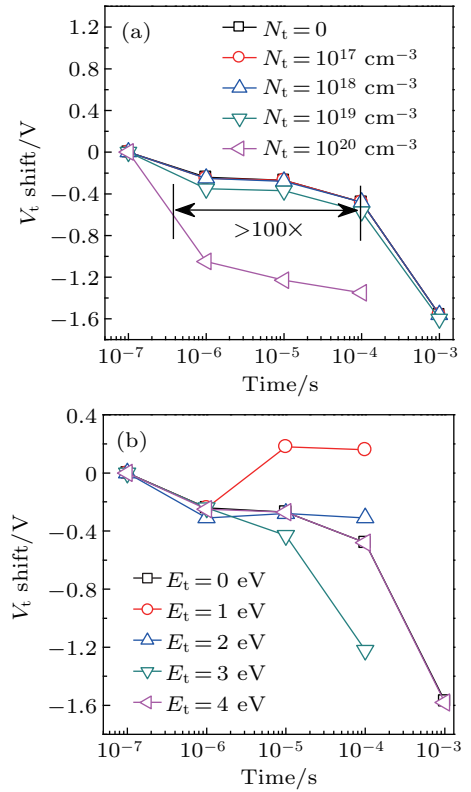 (a)
N_t = 0
N_t = 10^17 cm^−3
N_t = 10^18 cm^−3
N_t = 10^19 cm^−3
N_t = 10^20 cm^−3
V_t shift/V
1.2
0.8
0.4
0
−0.4
−0.8
−1.2
−1.6
>100×
10^−7
10^−6
10^−5
10^−4
10^−3
Time/s
(b)
V_t shift/V
0.4
0
−0.4
−0.8
−1.2
−1.6
E_t = 0 eV
E_t = 1 eV
E_t = 2 eV
E_t = 3 eV
E_t = 4 eV
10^−7
10^−6
10^−5
10^−4
10^−3
Time/s